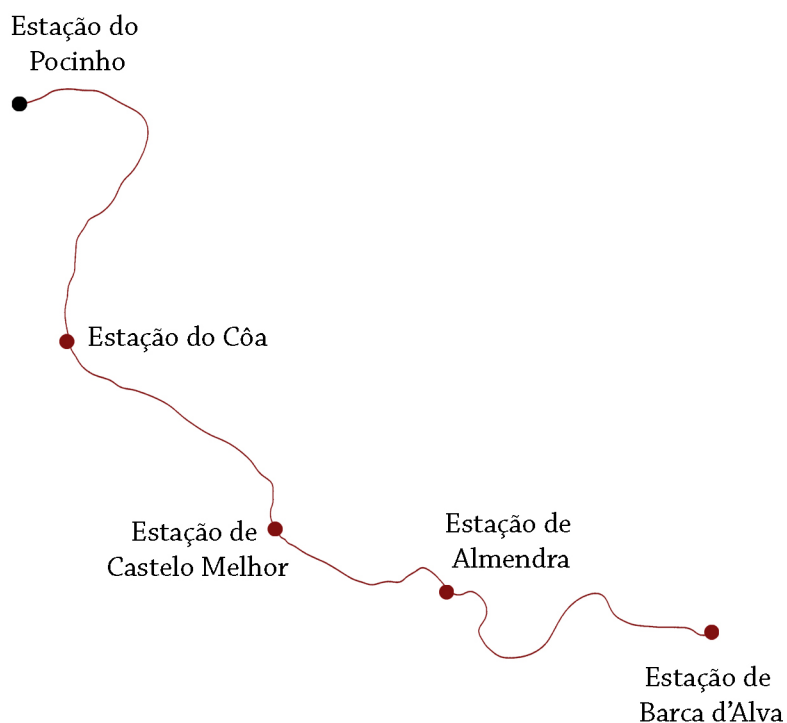 Estação do
Pocinho
Estação do Côa
Estação de
Castelo Melhor
Estação de
Almendra
Estação de
Barca d'Alva